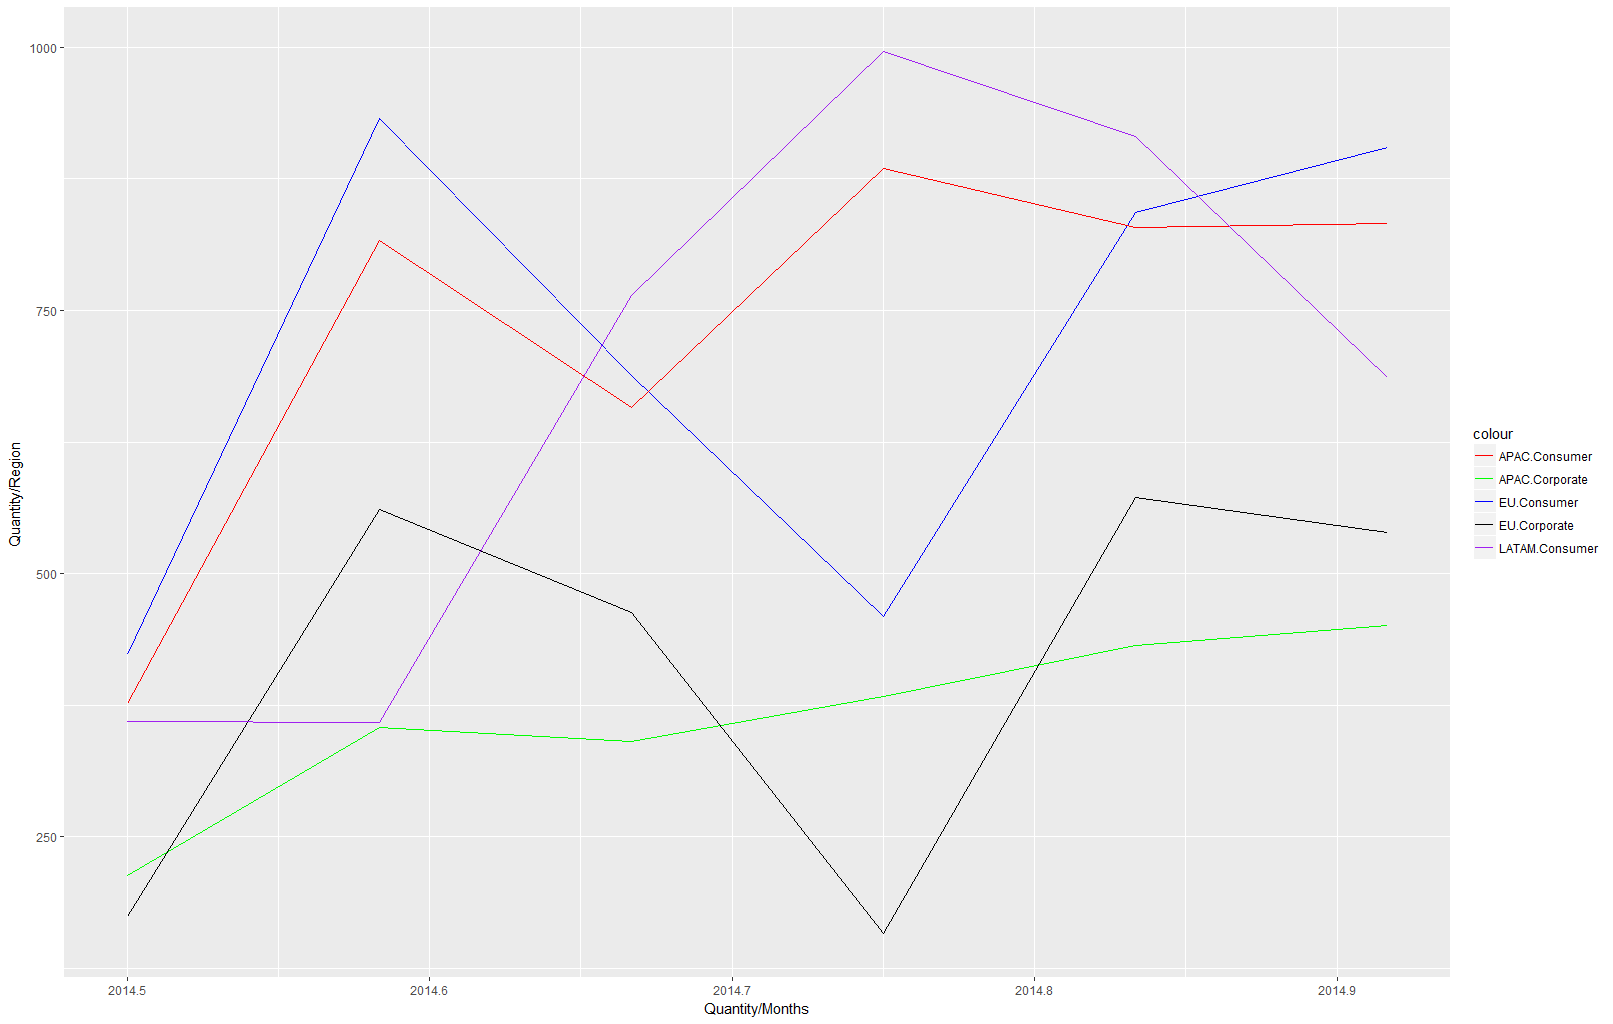 1000
750
500
250
Quantity/Region
2014.5
2014.6
2014.7
2014.8
2014.9
Quantity/Months
colour
APAC.Consumer
APAC.Corporate
EU.Consumer
EU.Corporate
LATAM.Consumer